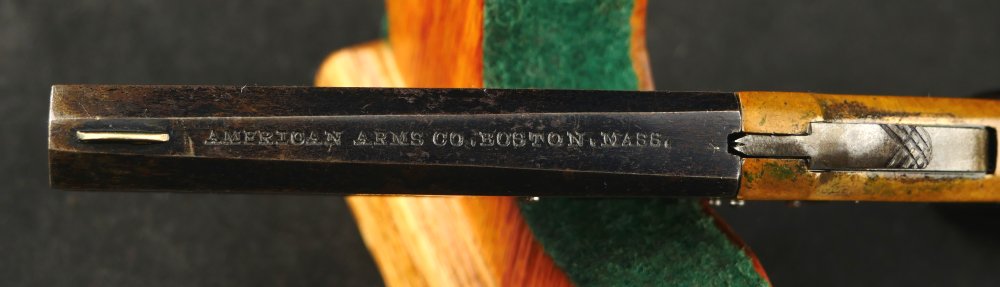 AMERICAN ARMS CO. BOSTON. MASS.